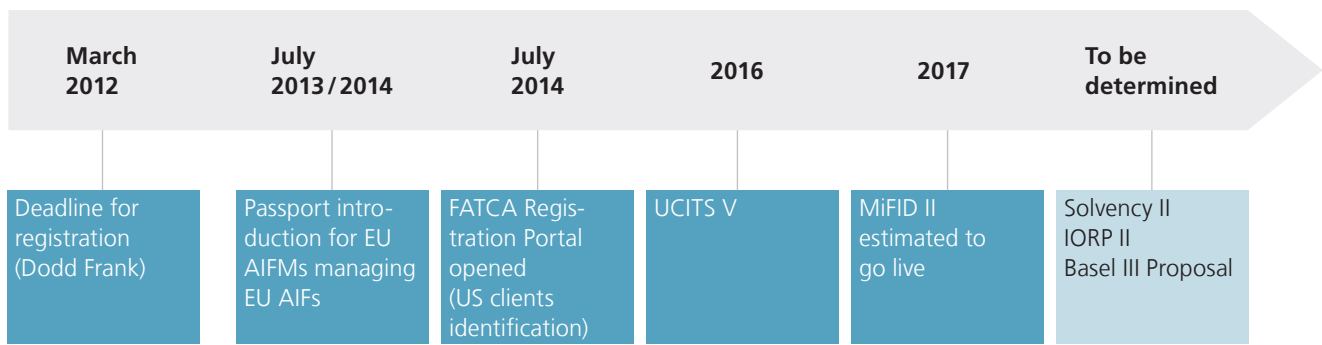 March
2012
July
2013/2014
July
2014
2016
2017
To be
determined
Deadline for
registration
(Dodd Frank)
Passport intro-
duction for EU
AIFMs managing
EU AIFs
FATCA Regis-
tration Portal
opened
(US clients
identification)
UCITS V
MiFID II
estimated to
go live
Solvency II
IORP II
Basel III Proposal